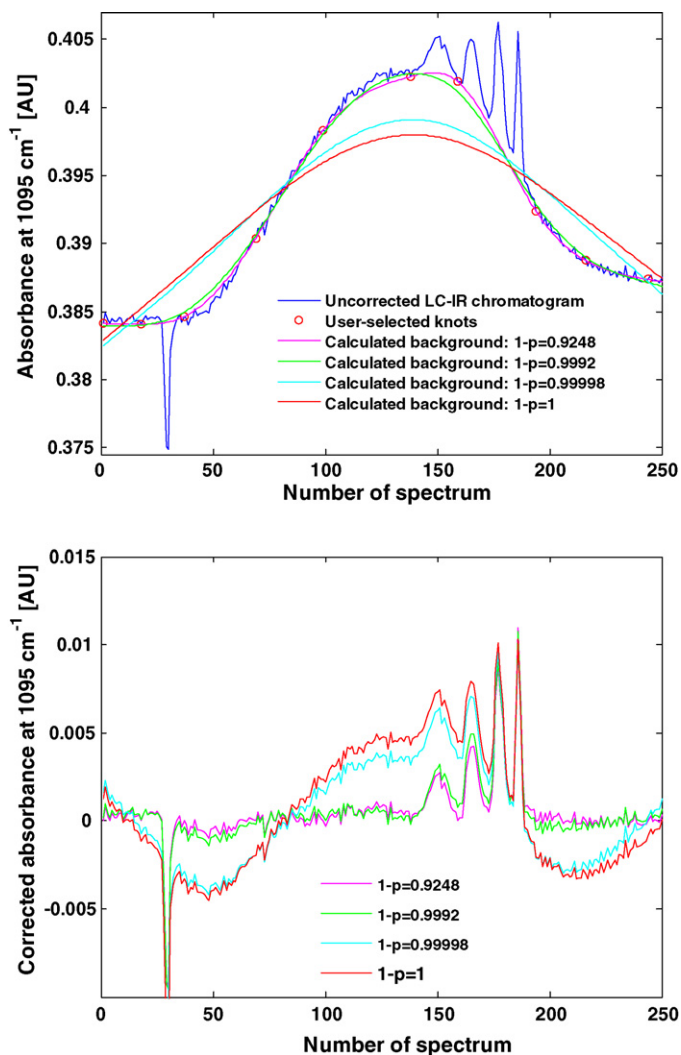 0.405
0.4
0.395
0.39
0.385
0.38
0.375
Absorbance at 1095 cm⁻¹ [AU]
Uncorrected LC-IR chromatogram
User-selected knots
Calculated background: 1-p=0.9248
Calculated background: 1-p=0.9992
Calculated background: 1-p=0.99998
Calculated background: 1-p=1
0 50 100 150 200 250
Number of spectrum
0.015
0.01
0.005
0
-0.005
Corrected absorbance at 1095 cm⁻¹ [AU]
1-p=0.9248
1-p=0.9992
1-p=0.99998
1-p=1
0 50 100 150 200 250
Number of spectrum